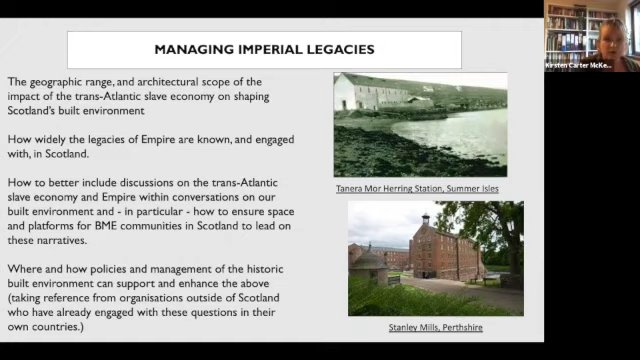 MANAGING IMPERIAL LEGACIES
The geographic range, and architectural scope of the
impact of the trans-Atlantic slave economy on shaping
Scotland's built environment
How widely the legacies of Empire are known, and engaged
with, in Scotland.
How to better include discussions on the trans-Atlantic
slave economy and Empire within conversations on our
built environment and - in particular - how to ensure space
and platforms for BME communities in Scotland to lead on
these narratives.
Where and how policies and management of the historic
built environment can support and enhance the above
(taking reference from organisations outside of Scotland
who have already engaged with these questions in their
own countries.)
Tanera Mor Herring Station, Summer Isles
Stanley Mills, Perthshire
Kirsten Carter McKe...